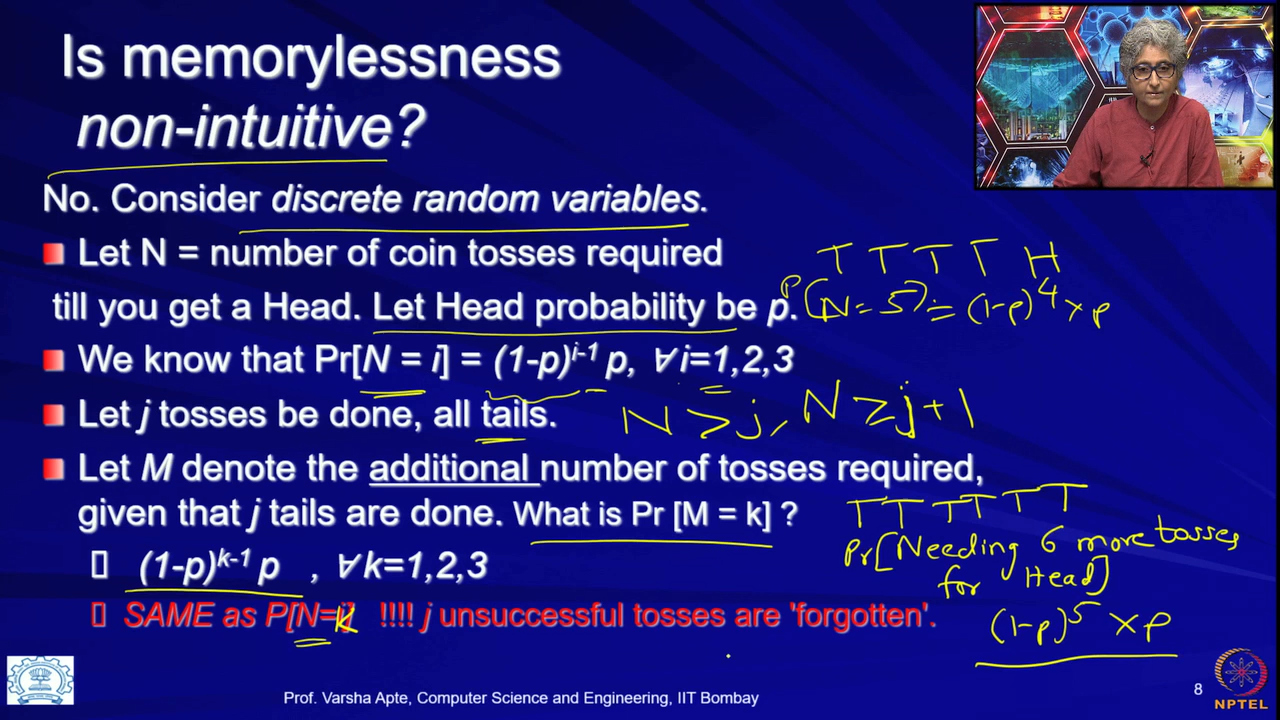 Is memorylessness
non-intuitive?
No. Consider discrete random variables.
Let N = number of coin tosses required
till you get a Head. Let Head probability be p.
T T T T H
P(N = 5) = (1-p)^4 × p
We know that Pr[N = i] = (1-p)^{i-1} p, ∀i=1,2,3
Let j tosses be done, all tails.
N > j, N ≥ j + 1
Let M denote the additional number of tosses required,
given that j tails are done. What is Pr [M = k] ?
T T T T T T
Pr[Needing 6 more tosses
for Head]
(1-p)^5 × p
(1-p)^{k-1} p , ∀k=1,2,3
SAME as P[N=k] !!!! j unsuccessful tosses are 'forgotten'.
Prof. Varsha Apte, Computer Science and Engineering, IIT Bombay
8
NPTEL